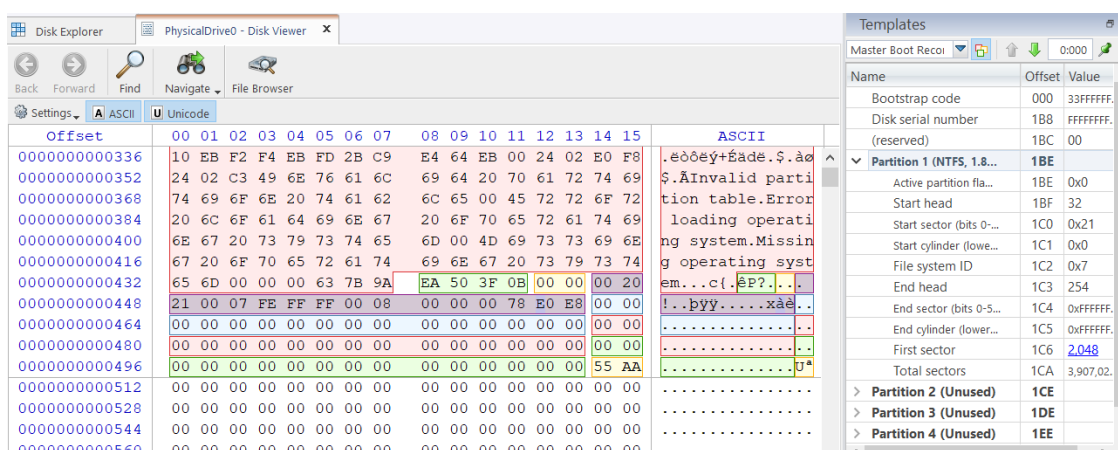 Disk Explorer
PhysicalDrive0 - Disk Viewer X
Back Forward Find Navigate File Browser
Settings A ASCII U Unicode
Offset 00 01 02 03 04 05 06 07 08 09 10 11 12 13 14 15 ASCII
0000000000336 10 EB F2 F4 EB FD 2B C9 E4 64 EB 00 24 02 E0 F8 .ëòôëý+Éädë.$.àø
0000000000352 24 02 C3 49 6E 76 61 6C 69 64 20 70 61 72 74 69 $.ÃInvalid parti
0000000000368 74 69 6F 6E 20 74 61 62 6C 65 00 45 72 72 6F 72 tion table.Error
0000000000384 20 6C 6F 61 64 69 6E 67 20 6F 70 65 72 61 74 69 loading operati
0000000000400 6E 67 20 73 79 73 74 65 6D 00 4D 69 73 73 69 6E ng system.Missin
0000000000416 67 20 6F 70 65 72 61 74 69 6E 67 20 73 79 73 74 g operating syst
0000000000432 65 6D 00 00 00 63 7B 9A EA 50 3F 0B 00 00 00 20 em...c{.êP?...
0000000000448 21 00 07 FE FF FF 00 08 00 00 00 78 E0 E8 00 00 !..þÿÿ.....xàè..
0000000000464 00 00 00 00 00 00 00 00 00 00 00 00 00 00 00 00 ................
0000000000480 00 00 00 00 00 00 00 00 00 00 00 00 00 00 00 00 ................
0000000000496 00 00 00 00 00 00 00 00 00 00 00 00 00 00 55 AA ..............Uª
0000000000512 00 00 00 00 00 00 00 00 00 00 00 00 00 00 00 00 ................
0000000000528 00 00 00 00 00 00 00 00 00 00 00 00 00 00 00 00 ................
0000000000544 00 00 00 00 00 00 00 00 00 00 00 00 00 00 00 00 ................
Templates
Master Boot Recor 0:000
Name Offset Value
Bootstrap code 000 33FFFFFF.
Disk serial number 1B8 FFFFFFFF.
(reserved) 1BC 00
Partition 1 (NTFS, 1.8... 1BE
Active partition fla... 1BE 0x0
Start head 1BF 32
Start sector (bits 0-... 1C0 0x21
Start cylinder (lowe... 1C1 0x0
File system ID 1C2 0x7
End head 1C3 254
End sector (bits 0-5... 1C4 0xFFFFFF.
End cylinder (lower... 1C5 0xFFFFFF.
First sector 1C6 2,048
Total sectors 1CA 3,907,02.
Partition 2 (Unused) 1CE
Partition 3 (Unused) 1DE
Partition 4 (Unused) 1EE